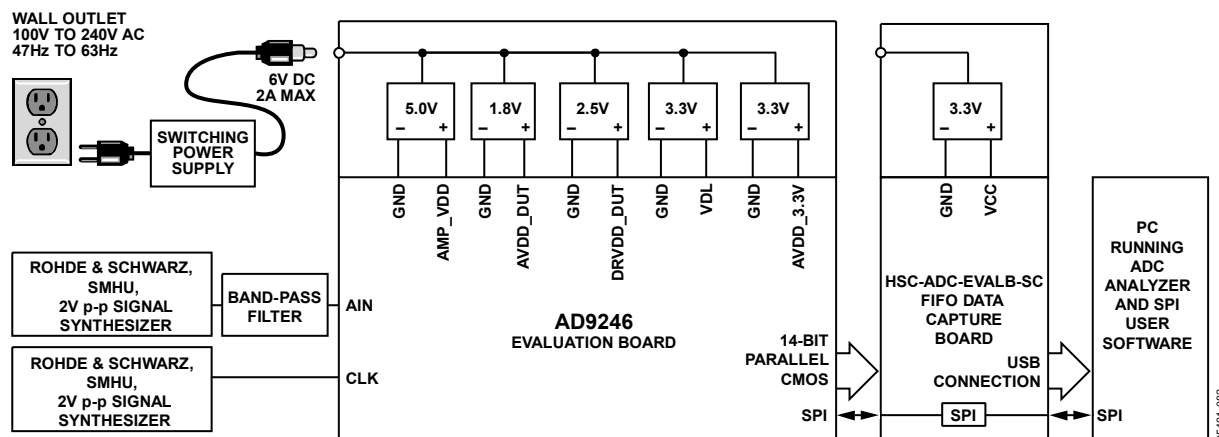 WALL OUTLET
100V TO 240V AC
47Hz TO 63Hz
6V DC
2A MAX
SWITCHING
POWER
SUPPLY
5.0V
– +
1.8V
– +
2.5V
– +
3.3V
– +
3.3V
– +
3.3V
– +
GND
AMP_VDD
GND
AVDD_DUT
GND
DRVDD_DUT
GND
VDL
GND
AVDD_3.3V
GND
VCC
ROHDE & SCHWARZ,
SMHU,
2V p-p SIGNAL
SYNTHESIZER
BAND-PASS
FILTER
AIN
ROHDE & SCHWARZ,
SMHU,
2V p-p SIGNAL
SYNTHESIZER
CLK
AD9246
EVALUATION BOARD
14-BIT
PARALLEL
CMOS
SPI
HSC-ADC-EVALB-SC
FIFO DATA
CAPTURE
BOARD
USB
CONNECTION
SPI
PC
RUNNING
ADC
ANALYZER
AND SPI
USER
SOFTWARE
SPI